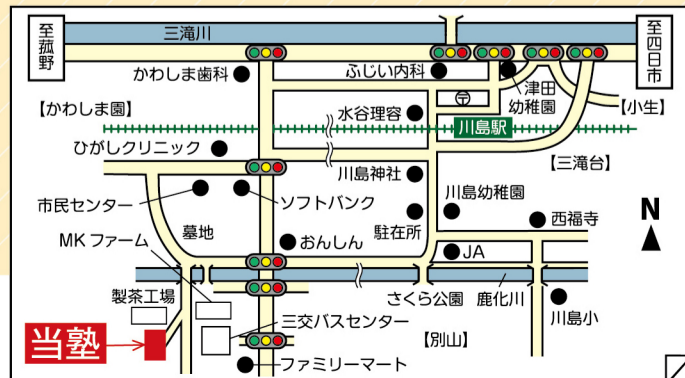 至菰野
三滝川
至四日市
かわしま歯科
ふじい内科
津田
幼稚園
【かわしま園】
水谷理容
〒
【小生】
川島駅
ひがしクリニック
【三滝台】
川島神社
市民センター
ソフトバンク
川島幼稚園
駐在所
西福寺
N
MKファーム
墓地
おんしん
JA
製茶工場
さくら公園
鹿化川
川島小
三交バスセンター
【別山】
当塾
ファミリーマート